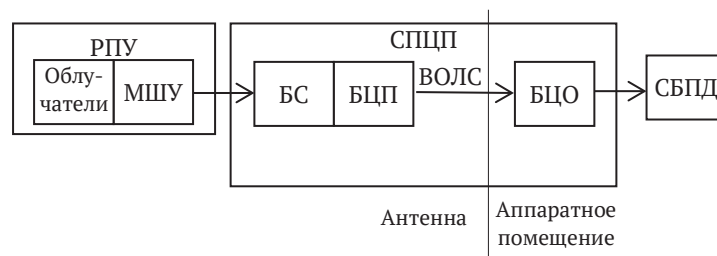 РПУ
Облу-
чатели
МШУ
СПЦП
БС
БЦП
ВОЛС
БЦО
СБПД
Антенна
Аппаратное
помещение